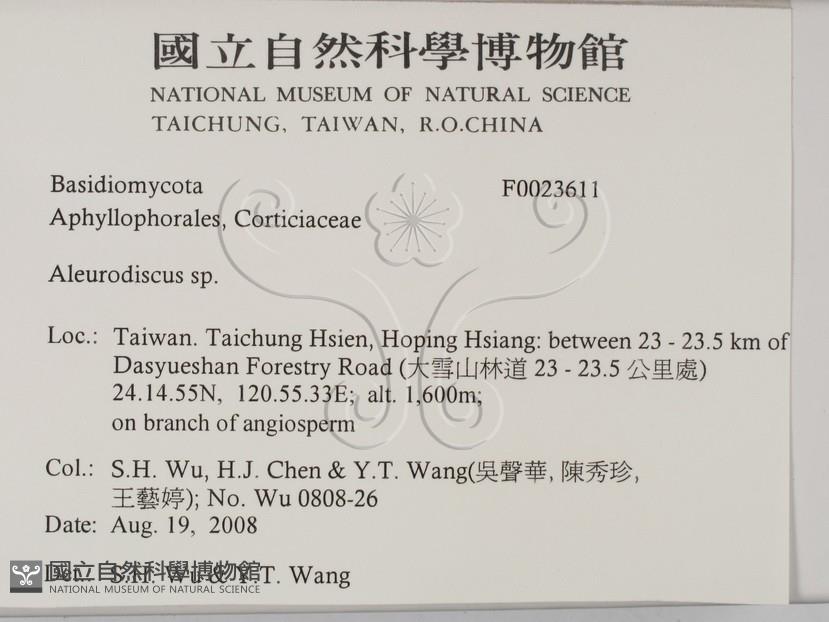 國立自然科學博物館
NATIONAL MUSEUM OF NATURAL SCIENCE
TAICHUNG, TAIWAN, R.O.CHINA
Basidiomycota F0023611
Aphyllophorales, Corticiaceae
Aleurodiscus sp.
Loc.: Taiwan. Taichung Hsien, Hoping Hsiang: between 23 - 23.5 km of
Dasyueshan Forestry Road (大雪山林道 23 - 23.5 公里處)
24.14.55N, 120.55.33E; alt. 1,600m;
on branch of angiosperm
Col.: S.H. Wu, H.J. Chen & Y.T. Wang(吳聲華, 陳秀珍,
王藝婷); No. Wu 0808-26
Date: Aug. 19, 2008
S.H. Wu & Y.T. Wang
國立自然科學博物館
NATIONAL MUSEUM OF NATURAL SCIENCE